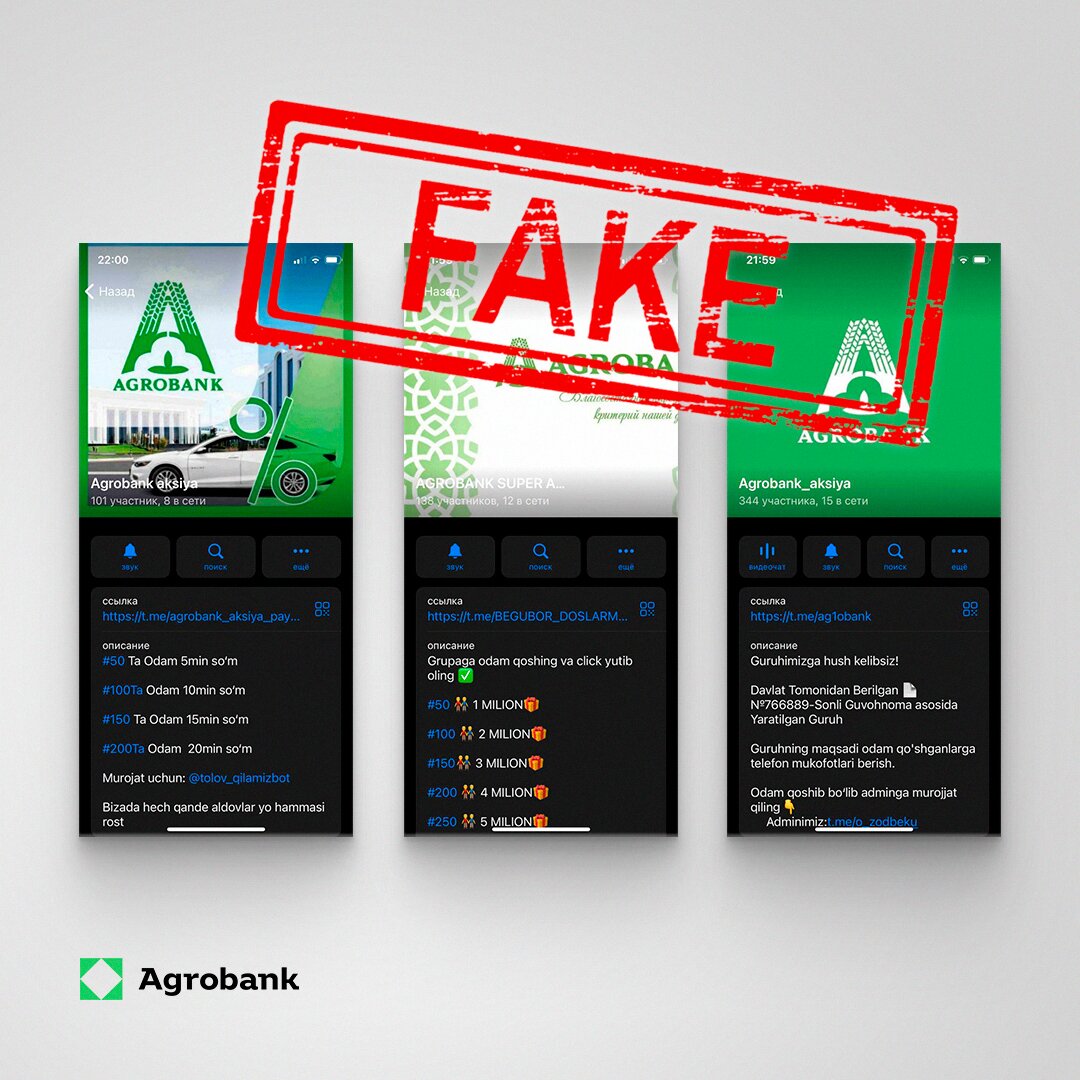 FAKE
22:00
Назад
AGROBANK
Agrobank aksiya
101 участник, 8 в сети
звук
поиск
ещё
ссылка
https://t.me/agrobank_aksiya_pay...
описание
#50 Ta Odam 5min so‘m
#100Ta Odam 10min so‘m
#150 Ta Odam 15min so‘m
#200Ta Odam 20min so‘m
Murojat uchun: @tolov_qilamizbot
Bizada hech qande aldovlar yo hammasi
rost
Назад
AGROBA
критерий нашей
AGROBANK SUPER A...
138 участников, 12 в сети
звук
поиск
ещё
ссылка
https://t.me/BEGUBOR_DOSLARM...
описание
Grupaga odam qoshing va click yutib
oling ✅
#50 👬 1 MILION🎁
#100 👬 2 MILION🎁
#150👬 3 MILION🎁
#200 👬 4 MILION🎁
#250 👬 5 MILION🎁
21:59
AGROBANK
Agrobank_aksiya
344 участника, 15 в сети
видеочат
звук
поиск
ещё
ссылка
https://t.me/ag1obank
описание
Guruhimizga hush kelibsiz!
Davlat Tomonidan Berilgan 📄
№766889-Sonli Guvohnoma asosida
Yaratilgan Guruh
Guruhning maqsadi odam qo'shganlarga
telefon mukofotlari berish.
Odam qoshib bo‘lib adminga murojjat
qiling 👇
Adminimiz:t.me/o_zodbeku
Agrobank